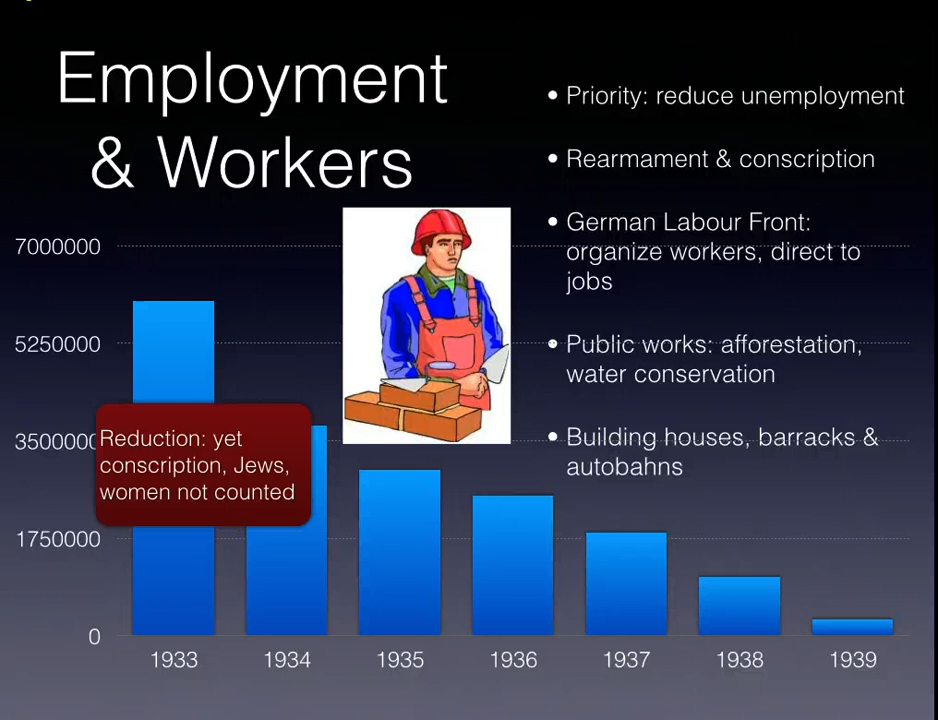 Employment
& Workers
• Priority: reduce unemployment
• Rearmament & conscription
• German Labour Front:
organize workers, direct to
jobs
• Public works: afforestation,
water conservation
• Building houses, barracks &
autobahns
7000000
5250000
3500000
1750000
0
Reduction: yet
conscription, Jews,
women not counted
1933 1934 1935 1936 1937 1938 1939